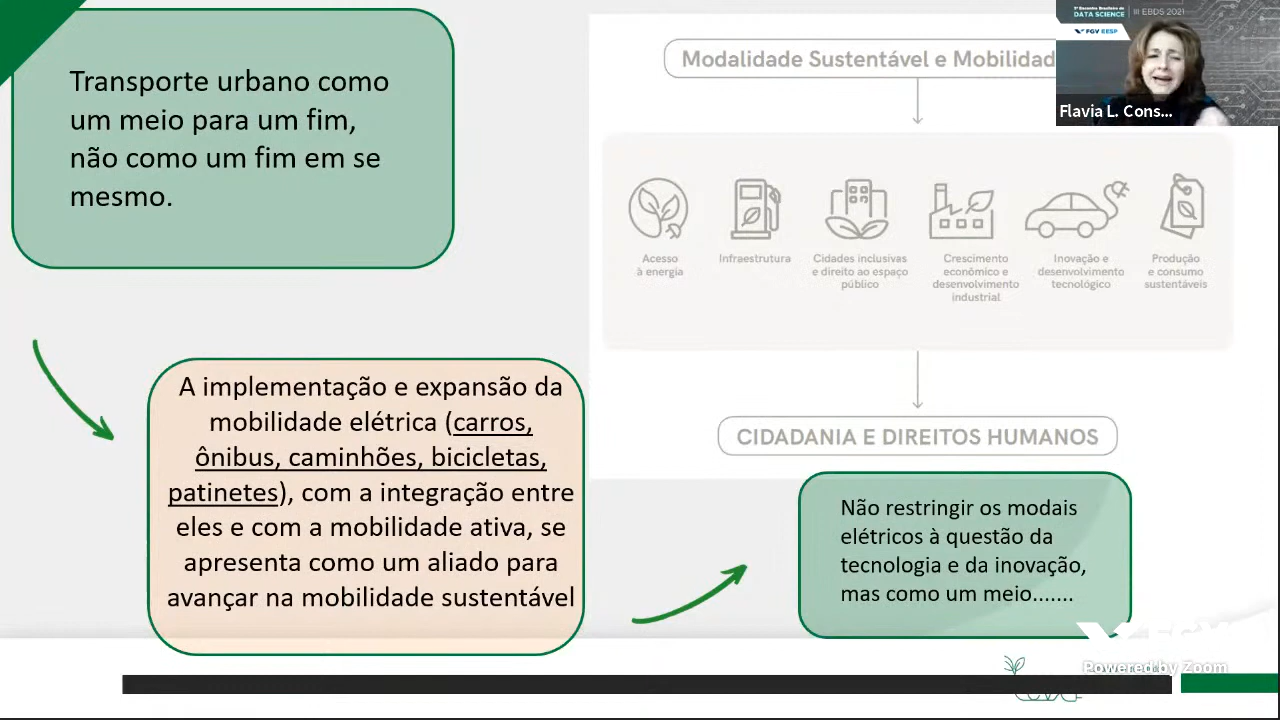 Transporte urbano como
um meio para um fim,
não como um fim em se
mesmo.
Modalidade Sustentável e Mobilidad
Acesso
à energia
Infraestrutura
Cidades inclusivas
e direito ao espaço
público
Crescimento
econômico e
desenvolvimento
industrial
Inovação e
desenvolvimento
tecnológico
Produção
e consumo
sustentáveis
CIDADANIA E DIREITOS HUMANOS
A implementação e expansão da
mobilidade elétrica (carros,
ônibus, caminhões, bicicletas,
patinetes), com a integração entre
eles e com a mobilidade ativa, se
apresenta como um aliado para
avançar na mobilidade sustentável
Não restringir os modais
elétricos à questão da
tecnologia e da inovação,
mas como um meio.......
DATA SCIENCE
III EBDS 2021
FGV EESP
Flavia L. Cons...
FGV
Powered by Zoom